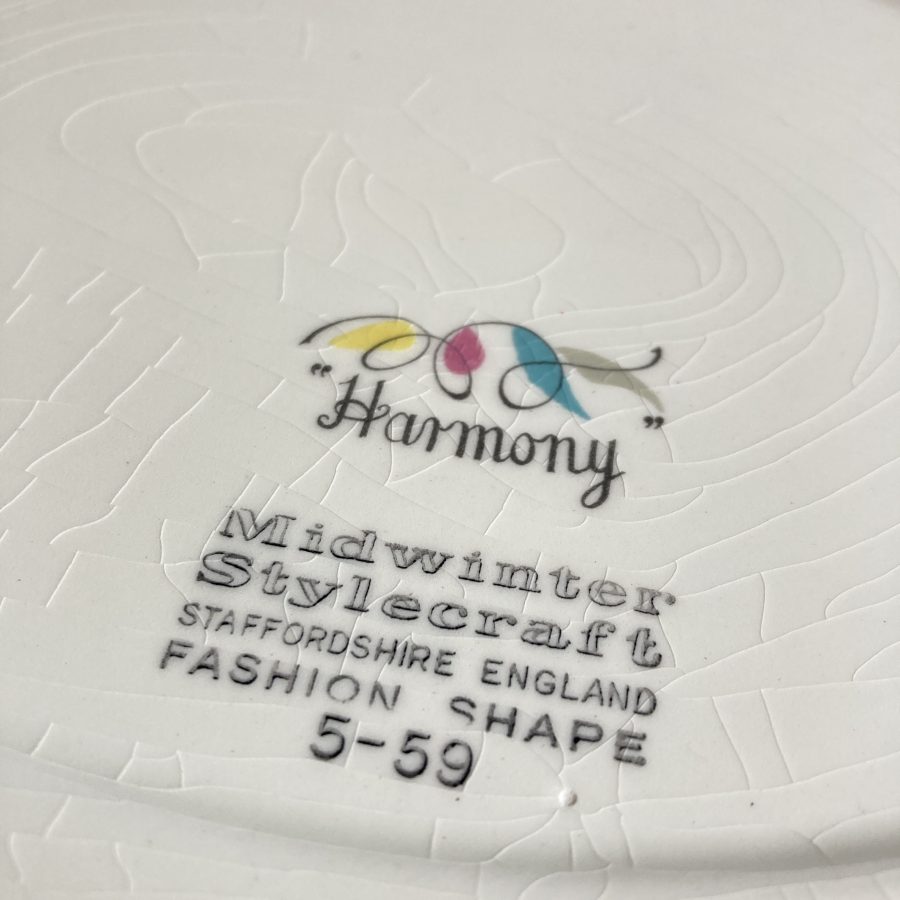 "Harmony"
Midwinter
Stylecraft
STAFFORDSHIRE ENGLAND
FASHION SHAPE
5-59